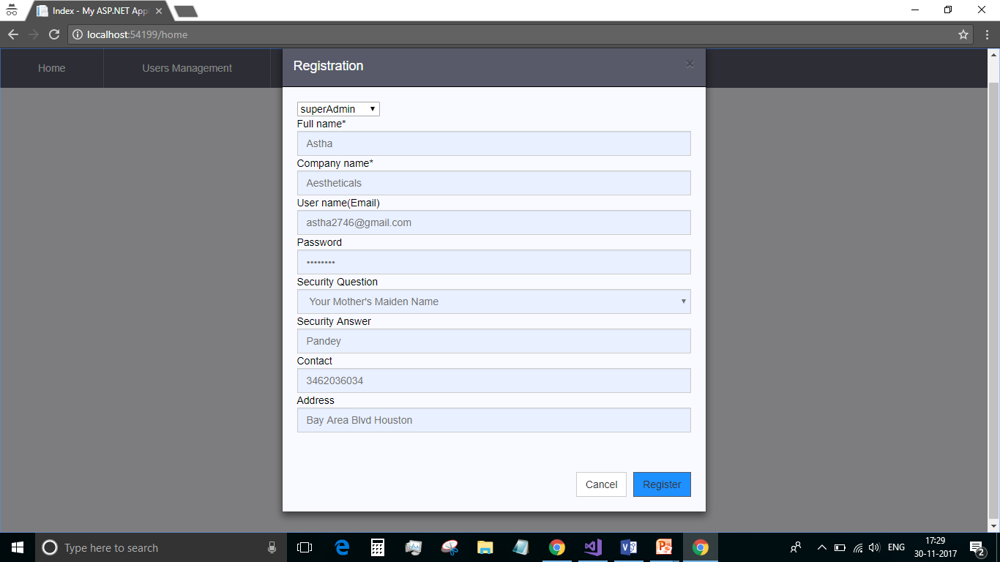 Index - My ASP.NET App
localhost:54199/home
Home
Users Management
Registration
×
superAdmin
Full name*
Astha
Company name*
Aestheticals
User name(Email)
astha2746@gmail.com
Password
••••••••
Security Question
Your Mother's Maiden Name
Security Answer
Pandey
Contact
3462036034
Address
Bay Area Blvd Houston
Cancel
Register
Type here to search
ENG
17:29
30-11-2017
2